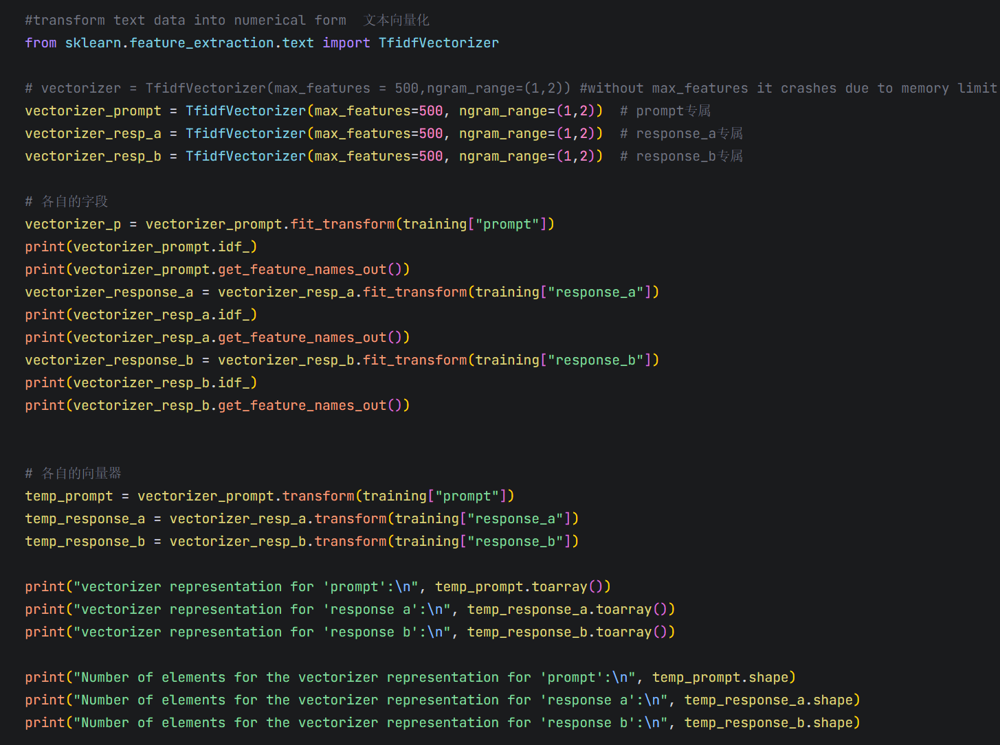 #transform text data into numerical form  文本向量化
from sklearn.feature_extraction.text import TfidfVectorizer
# vectorizer = TfidfVectorizer(max_features = 500,ngram_range=(1,2)) #without max_features it crashes due to memory limit
vectorizer_prompt = TfidfVectorizer(max_features=500, ngram_range=(1,2))  # prompt专属
vectorizer_resp_a = TfidfVectorizer(max_features=500, ngram_range=(1,2))  # response_a专属
vectorizer_resp_b = TfidfVectorizer(max_features=500, ngram_range=(1,2))  # response_b专属
# 各自的字段
vectorizer_p = vectorizer_prompt.fit_transform(training["prompt"])
print(vectorizer_prompt.idf_)
print(vectorizer_prompt.get_feature_names_out())
vectorizer_response_a = vectorizer_resp_a.fit_transform(training["response_a"])
print(vectorizer_resp_a.idf_)
print(vectorizer_resp_a.get_feature_names_out())
vectorizer_response_b = vectorizer_resp_b.fit_transform(training["response_b"])
print(vectorizer_resp_b.idf_)
print(vectorizer_resp_b.get_feature_names_out())
# 各自的向量器
temp_prompt = vectorizer_prompt.transform(training["prompt"])
temp_response_a = vectorizer_resp_a.transform(training["response_a"])
temp_response_b = vectorizer_resp_b.transform(training["response_b"])
print("vectorizer representation for 'prompt':\n", temp_prompt.toarray())
print("vectorizer representation for 'response a':\n", temp_response_a.toarray())
print("vectorizer representation for 'response b':\n", temp_response_b.toarray())
print("Number of elements for the vectorizer representation for 'prompt':\n", temp_prompt.shape)
print("Number of elements for the vectorizer representation for 'response a':\n", temp_response_a.shape)
print("Number of elements for the vectorizer representation for 'response b':\n", temp_response_b.shape)